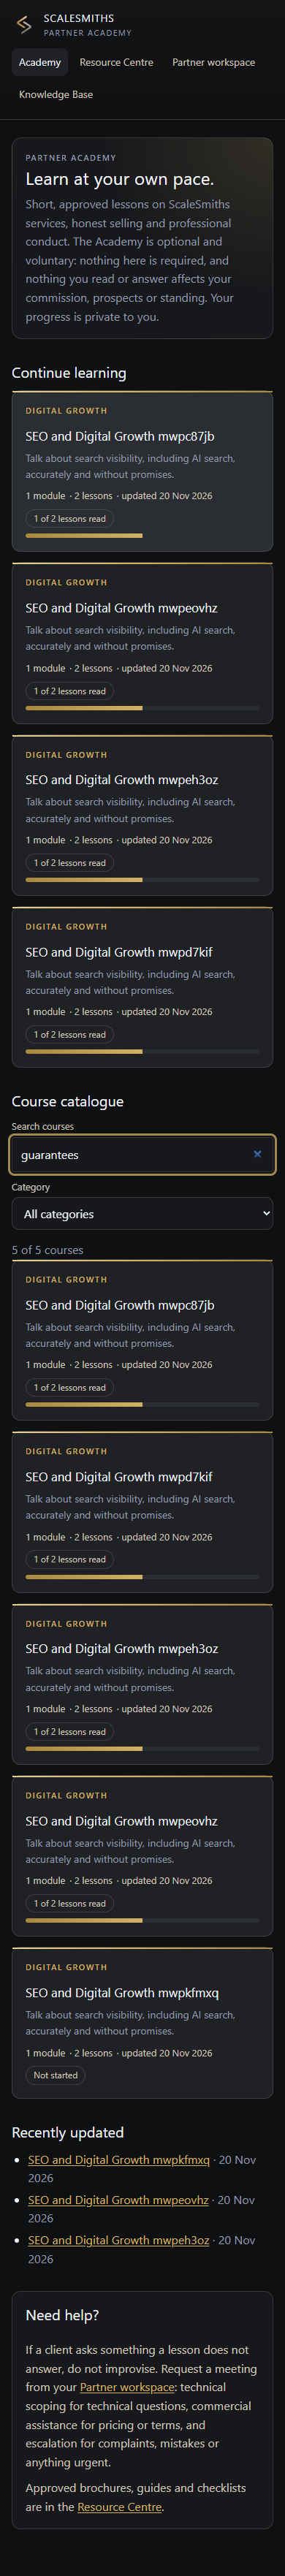 SCALESMITHS
PARTNER ACADEMY
Academy
Resource Centre
Partner workspace
Knowledge Base
PARTNER ACADEMY
Learn at your own pace.
Short, approved lessons on ScaleSmiths
services, honest selling and professional
conduct. The Academy is optional and
voluntary: nothing here is required, and
nothing you read or answer affects your
commission, prospects or standing. Your
progress is private to you.
Continue learning
DIGITAL GROWTH
SEO and Digital Growth mwpc87jb
Talk about search visibility, including AI search,
accurately and without promises.
1 module · 2 lessons · updated 20 Nov 2026
1 of 2 lessons read
DIGITAL GROWTH
SEO and Digital Growth mwpeovhz
Talk about search visibility, including AI search,
accurately and without promises.
1 module · 2 lessons · updated 20 Nov 2026
1 of 2 lessons read
DIGITAL GROWTH
SEO and Digital Growth mwpeh3oz
Talk about search visibility, including AI search,
accurately and without promises.
1 module · 2 lessons · updated 20 Nov 2026
1 of 2 lessons read
DIGITAL GROWTH
SEO and Digital Growth mwpd7kif
Talk about search visibility, including AI search,
accurately and without promises.
1 module · 2 lessons · updated 20 Nov 2026
1 of 2 lessons read
Course catalogue
Search courses
guarantees
Category
All categories
5 of 5 courses
DIGITAL GROWTH
SEO and Digital Growth mwpc87jb
Talk about search visibility, including AI search,
accurately and without promises.
1 module · 2 lessons · updated 20 Nov 2026
1 of 2 lessons read
DIGITAL GROWTH
SEO and Digital Growth mwpd7kif
Talk about search visibility, including AI search,
accurately and without promises.
1 module · 2 lessons · updated 20 Nov 2026
1 of 2 lessons read
DIGITAL GROWTH
SEO and Digital Growth mwpeh3oz
Talk about search visibility, including AI search,
accurately and without promises.
1 module · 2 lessons · updated 20 Nov 2026
1 of 2 lessons read
DIGITAL GROWTH
SEO and Digital Growth mwpeovhz
Talk about search visibility, including AI search,
accurately and without promises.
1 module · 2 lessons · updated 20 Nov 2026
1 of 2 lessons read
DIGITAL GROWTH
SEO and Digital Growth mwpkfmxq
Talk about search visibility, including AI search,
accurately and without promises.
1 module · 2 lessons · updated 20 Nov 2026
Not started
Recently updated
• SEO and Digital Growth mwpkfmxq · 20 Nov
2026
• SEO and Digital Growth mwpeovhz · 20 Nov
2026
• SEO and Digital Growth mwpeh3oz · 20 Nov
2026
Need help?
If a client asks something a lesson does not
answer, do not improvise. Request a meeting
from your Partner workspace: technical
scoping for technical questions, commercial
assistance for pricing or terms, and
escalation for complaints, mistakes or
anything urgent.
Approved brochures, guides and checklists
are in the Resource Centre.